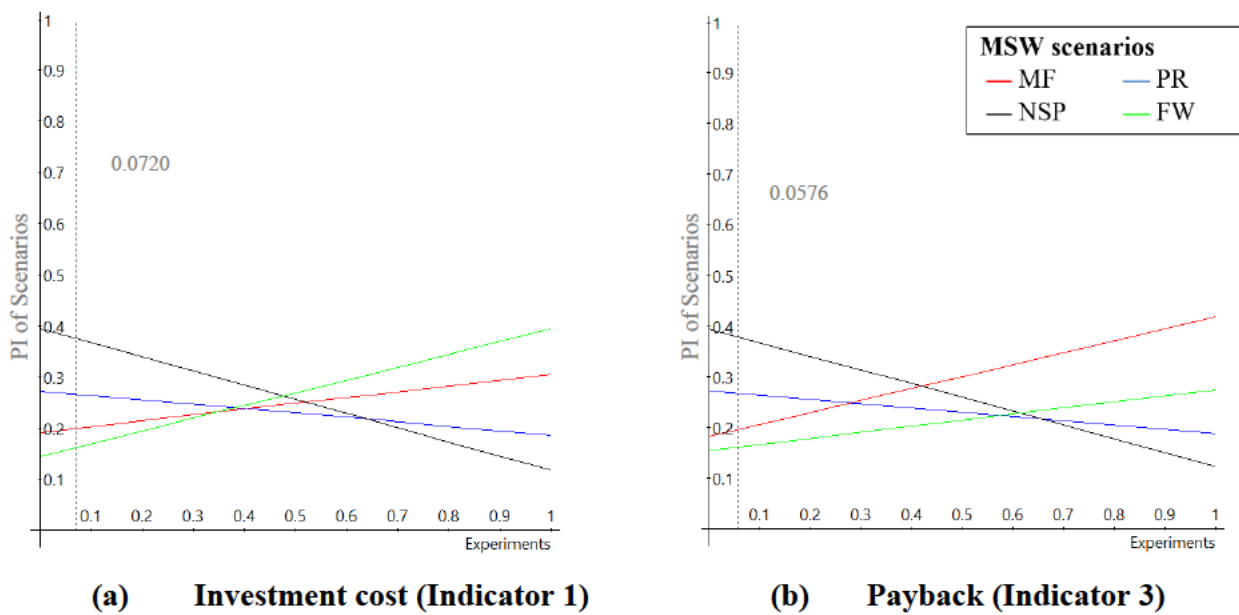 1
0.9
0.8
0.7
0.6
0.5
0.4
0.3
0.2
0.1
PI of Scenarios
0.0720
0.1 0.2 0.3 0.4 0.5 0.6 0.7 0.8 0.9 1
Experiments
(a) Investment cost (Indicator 1)
1
0.9
0.8
0.7
0.6
0.5
0.4
0.3
0.2
0.1
PI of Scenarios
0.0576
MSW scenarios
MF PR
NSP FW
0.1 0.2 0.3 0.4 0.5 0.6 0.7 0.8 0.9 1
Experiments
(b) Payback (Indicator 3)